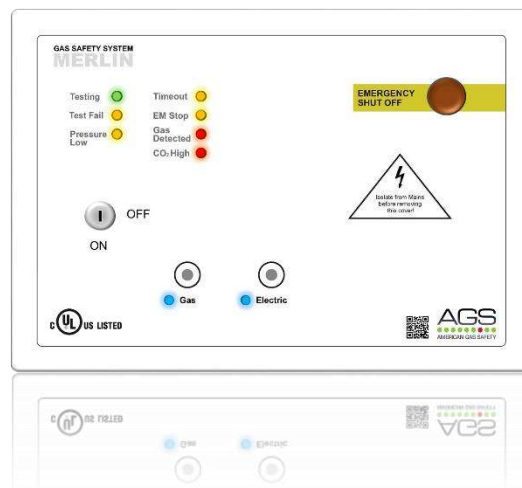 GAS SAFETY SYSTEM
MERLIN
Testing
Test Fail
Pressure
Low
Timeout
EM Stop
Gas
Detected
CO₂ High
EMERGENCY
SHUT OFF
Isolate from Mains
before removing
this cover!
OFF
ON
Gas
Electric
C UL US LISTED
AGS
AMERICAN GAS SAFETY